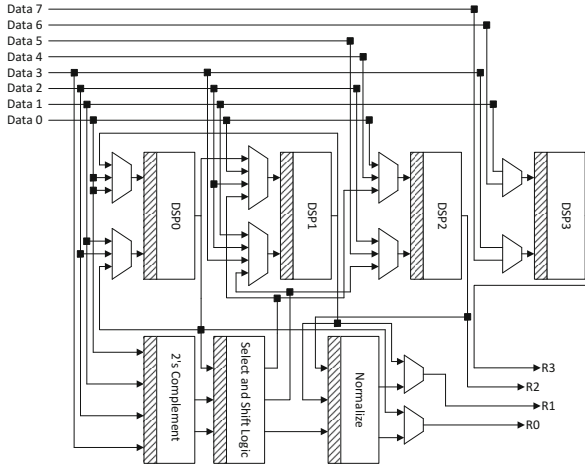 Data 7
Data 6
Data 5
Data 4
Data 3
Data 2
Data 1
Data 0
DSP0
DSP1
DSP2
DSP3
2's Complement
Select and Shift Logic
Normalize
R3
R2
R1
R0